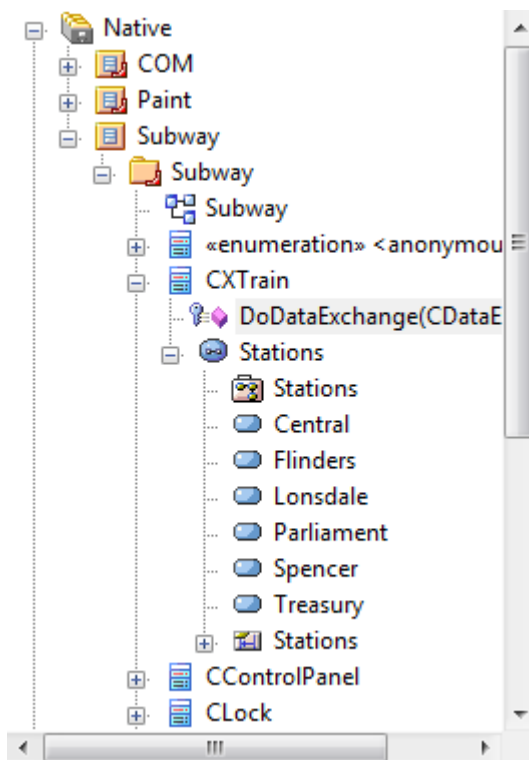 Native
COM
Paint
Subway
Subway
Subway
«enumeration» <anonymou
CXTrain
DoDataExchange(CDataE
Stations
Stations
Central
Flinders
Lonsdale
Parliament
Spencer
Treasury
Stations
CControlPanel
CLock